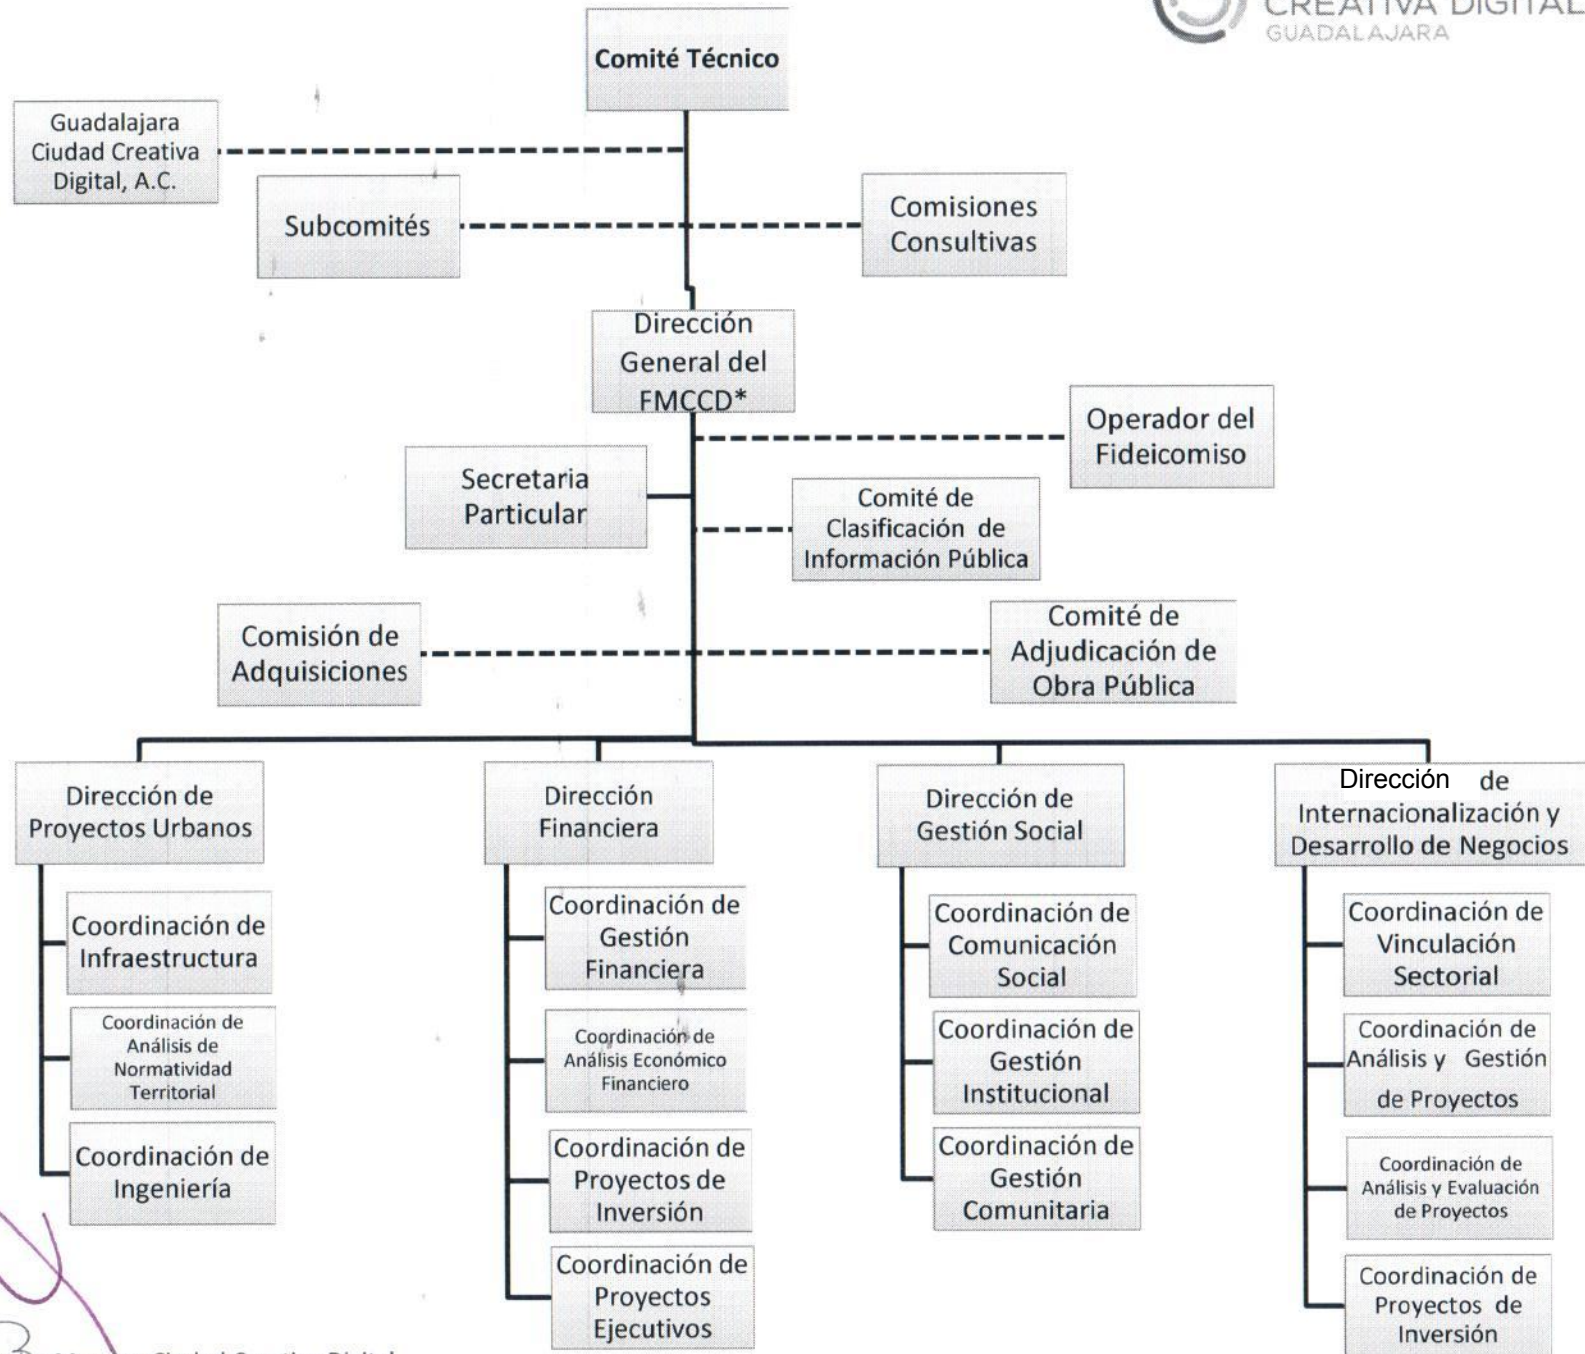 CREATIVA DIGITAL
GUADALAJARA
Comité Técnico
Guadalajara
Ciudad Creativa
Digital, A.C.
Subcomités
Comisiones
Consultivas
Dirección
General del
FMCCD*
Operador del
Fideicomiso
Secretaria
Particular
Comité de
Clasificación de
Información Pública
Comisión de
Adquisiciones
Comité de
Adjudicación de
Obra Pública
Dirección de
Proyectos Urbanos
Coordinación de
Infraestructura
Coordinación de
Análisis de
Normatividad
Territorial
Coordinación de
Ingeniería
Dirección
Financiera
Coordinación de
Gestión
Financiera
Coordinación de
Análisis Económico
Financiero
Coordinación de
Proyectos de
Inversión
Coordinación de
Proyectos
Ejecutivos
Dirección de
Gestión Social
Coordinación de
Comunicación
Social
Coordinación de
Gestión
Institucional
Coordinación de
Gestión
Comunitaria
Dirección de
Internacionalización y
Desarrollo de Negocios
Coordinación de
Vinculación
Sectorial
Coordinación de
Análisis y Gestión
de Proyectos
Coordinación de
Análisis y Evaluación
de Proyectos
Coordinación de
Proyectos de
Inversión
Ciudad Creativa Digital